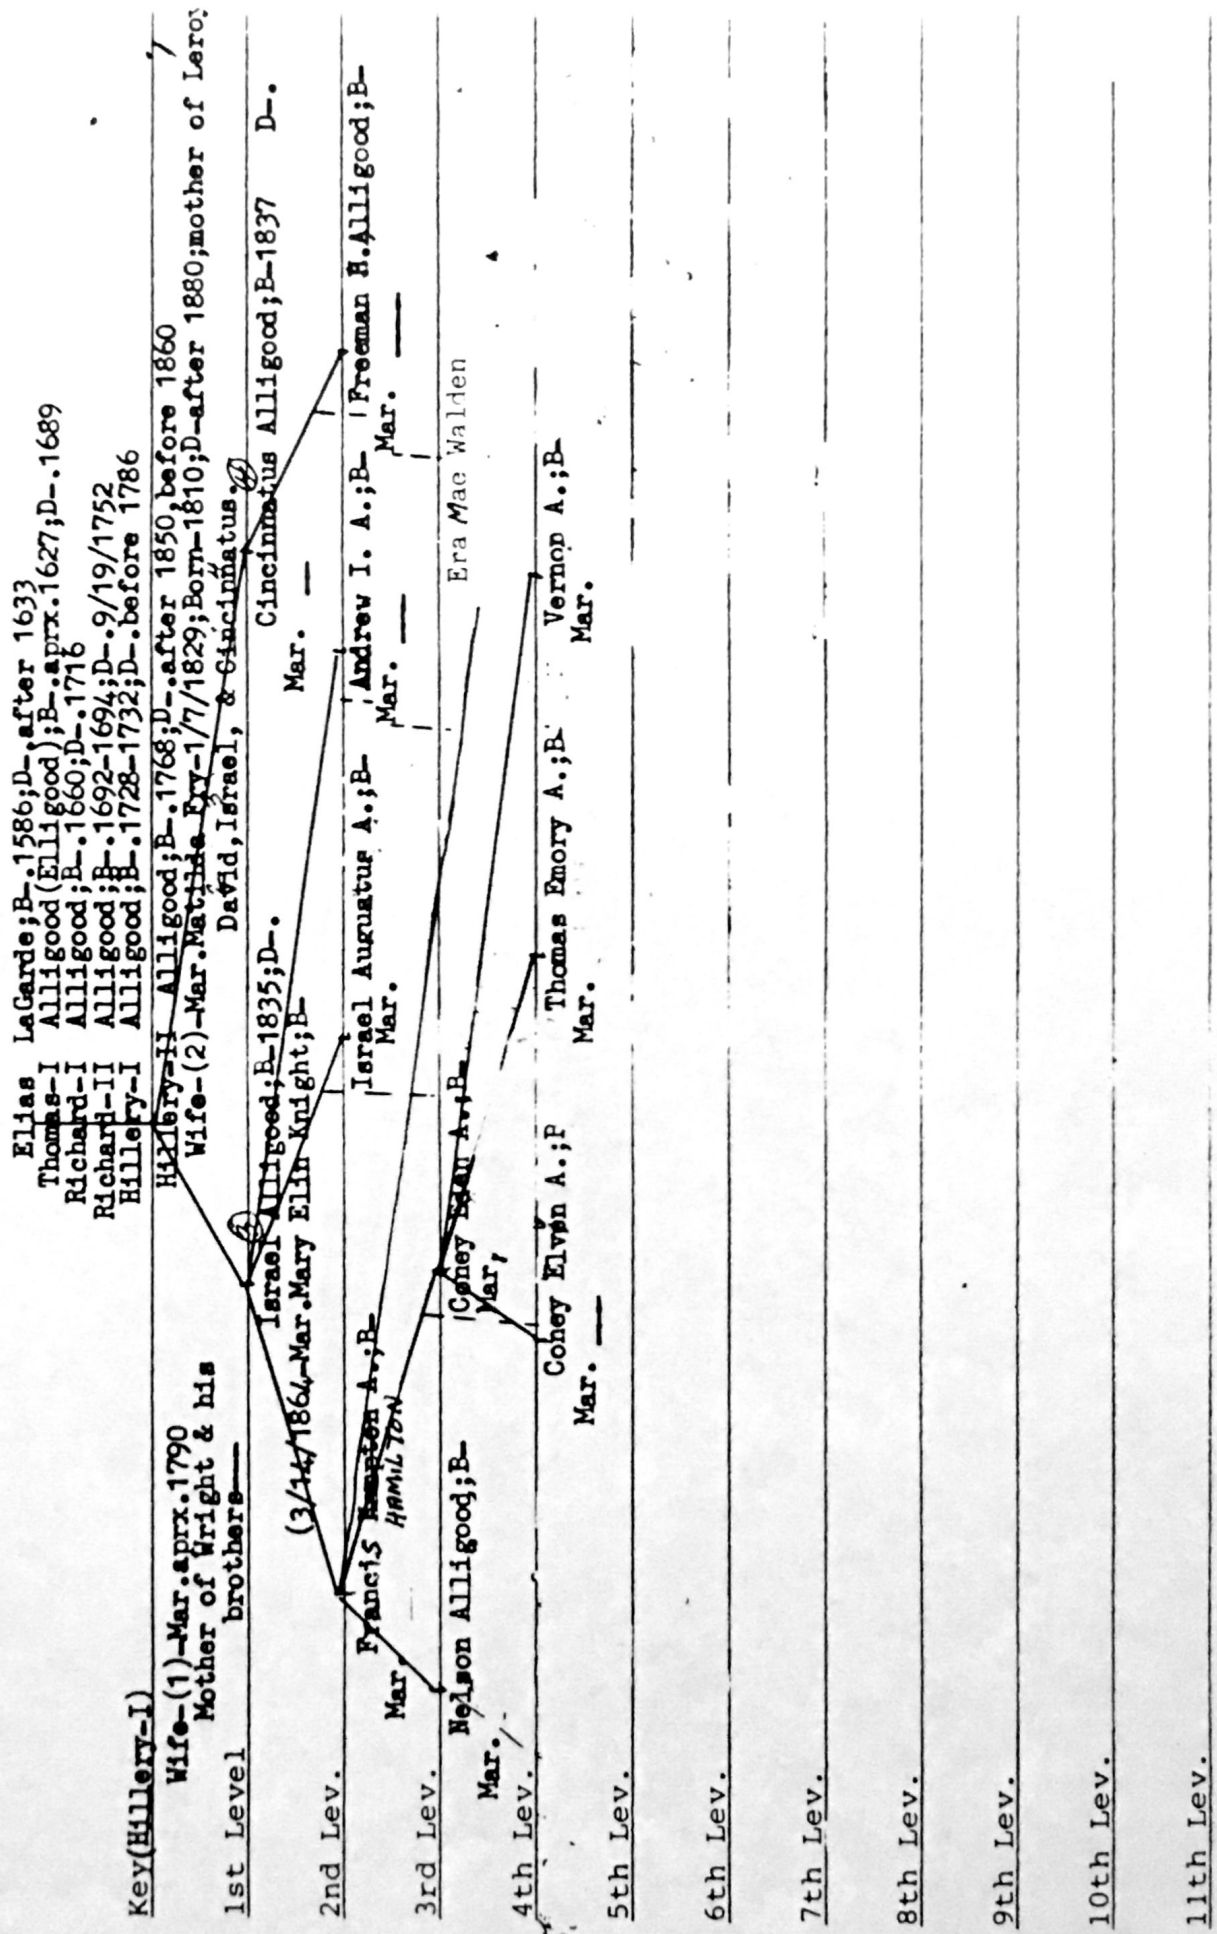 Elias LaGarde;B-.1586;D-.after 1633
Thomas-I Alligood(Elligood);B-.aprx.1627;D-.1689
Richard-I Alligood;B-.1660;D-.1716
Richard-II Alligood;B-.1692-1694;D-.9/19/1752
Hillery-I Alligood;B-.1728-1732;D-.before 1786
Key(Hillery-I)
Hillery-II Alligood;B-.1768;D-.after 1850,before 1860
Wife-(1)-Mar.aprx.1790
Mother of Wright & his
brothers
Wife-(2)-Mar.Matilda Fry-1/7/1829;Born-1810;D-after 1880;mother of Leroy
David,Israel, & Cincinnatus.
1st Level
Israel Alligood;B-1835;D-.
(3/14/1864-Mar.Mary Elin Knight;B-
Cincinnatus Alligood;B-1837 D-.
Mar.
2nd Lev.
Francis Hampton A.;B-
HAMILTON
Mar.
Israel Auguatus A.;B-
Mar.
Andrew I. A.;B-
Mar.
Freeman H.Alligood;B-
Mar.
3rd Lev.
Nelson Alligood;B-
Mar.
Coney A.;B-
Mar.
Era Mae Walden
4th Lev.
Coney Elvin A.;
Mar.
Thomas Emory A.;B
Mar.
Vernon A.;B-
Mar.
5th Lev.
6th Lev.
7th Lev.
8th Lev.
9th Lev.
10th Lev.
11th Lev.